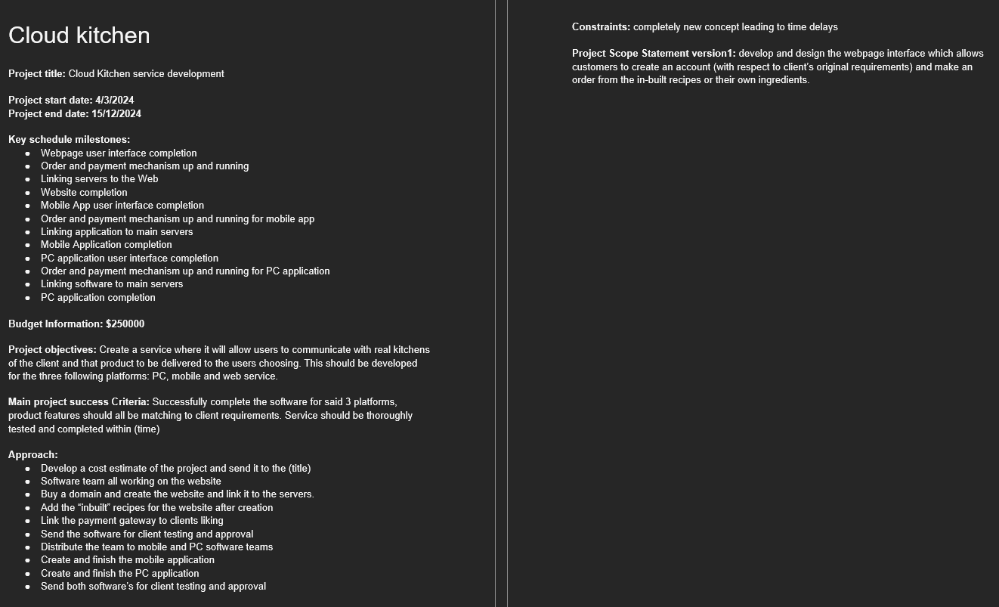 Cloud kitchen
Project title: Cloud Kitchen service development
Project start date: 4/3/2024
Project end date: 15/12/2024
Key schedule milestones:
● Webpage user interface completion
● Order and payment mechanism up and running
● Linking servers to the Web
● Website completion
● Mobile App user interface completion
● Order and payment mechanism up and running for mobile app
● Linking application to main servers
● Mobile Application completion
● PC application user interface completion
● Order and payment mechanism up and running for PC application
● Linking software to main servers
● PC application completion
Budget Information: $250000
Project objectives: Create a service where it will allow users to communicate with real kitchens
of the client and that product to be delivered to the users choosing. This should be developed
for the three following platforms: PC, mobile and web service.
Main project success Criteria: Successfully complete the software for said 3 platforms,
product features should all be matching to client requirements. Service should be thoroughly
tested and completed within (time)
Approach:
● Develop a cost estimate of the project and send it to the (title)
● Software team all working on the website
● Buy a domain and create the website and link it to the servers.
● Add the “inbuilt” recipes for the website after creation
● Link the payment gateway to clients liking
● Send the software for client testing and approval
● Distribute the team to mobile and PC software teams
● Create and finish the mobile application
● Create and finish the PC application
● Send both software’s for client testing and approval
Constraints: completely new concept leading to time delays
Project Scope Statement version1: develop and design the webpage interface which allows
customers to create an account (with respect to client’s original requirements) and make an
order from the in-built recipes or their own ingredients.